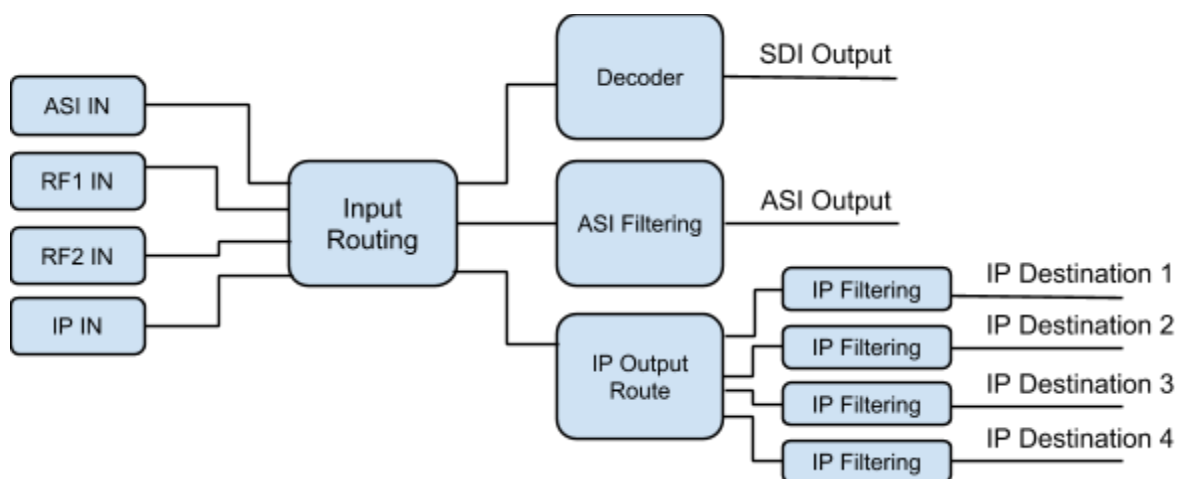 ASI IN
RF1 IN
RF2 IN
IP IN
Input
Routing
Decoder
SDI Output
ASI Filtering
ASI Output
IP Output
Route
IP Filtering
IP Destination 1
IP Filtering
IP Destination 2
IP Filtering
IP Destination 3
IP Filtering
IP Destination 4